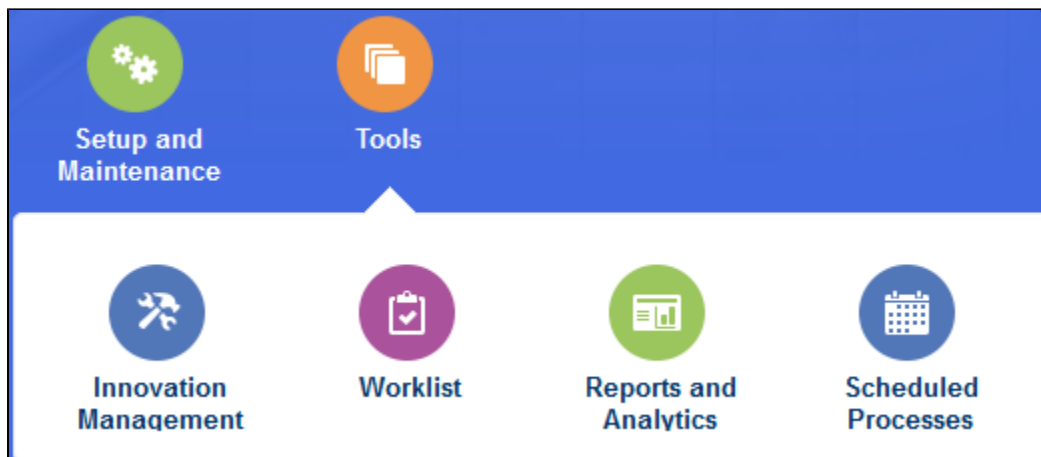 Setup and
Maintenance
Tools
Innovation
Management
Worklist
Reports and
Analytics
Scheduled
Processes